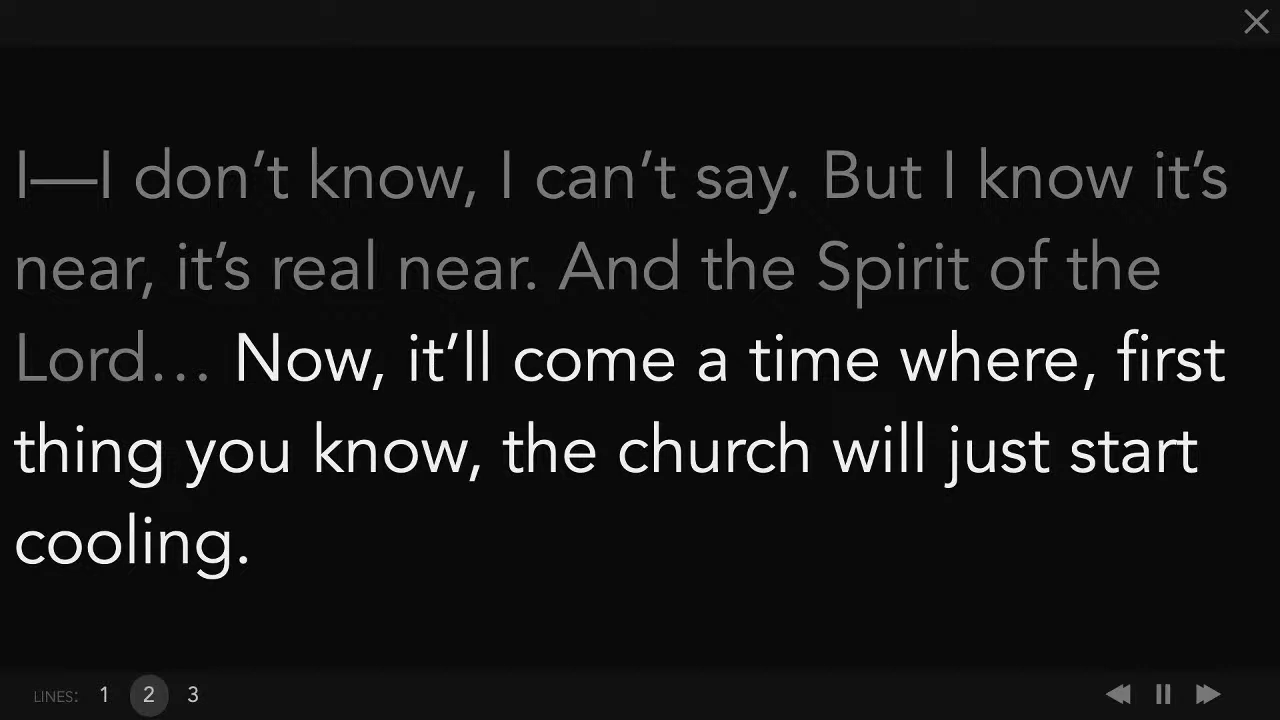 I—I don’t know, I can’t say. But I know it’s
near, it’s real near. And the Spirit of the
Lord… Now, it’ll come a time where, first
thing you know, the church will just start
cooling.
LINES: 1 2 3